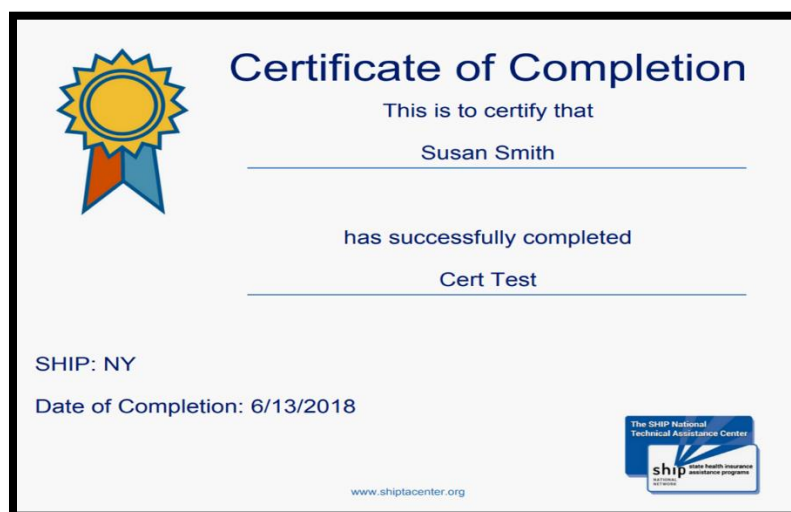 Certificate of Completion
This is to certify that
Susan Smith
has successfully completed
Cert Test
SHIP: NY
Date of Completion: 6/13/2018
The SHIP National
Technical Assistance Center
ship
NATIONAL
NETWORK
state health insurance
assistance programs
www.shiptacenter.org